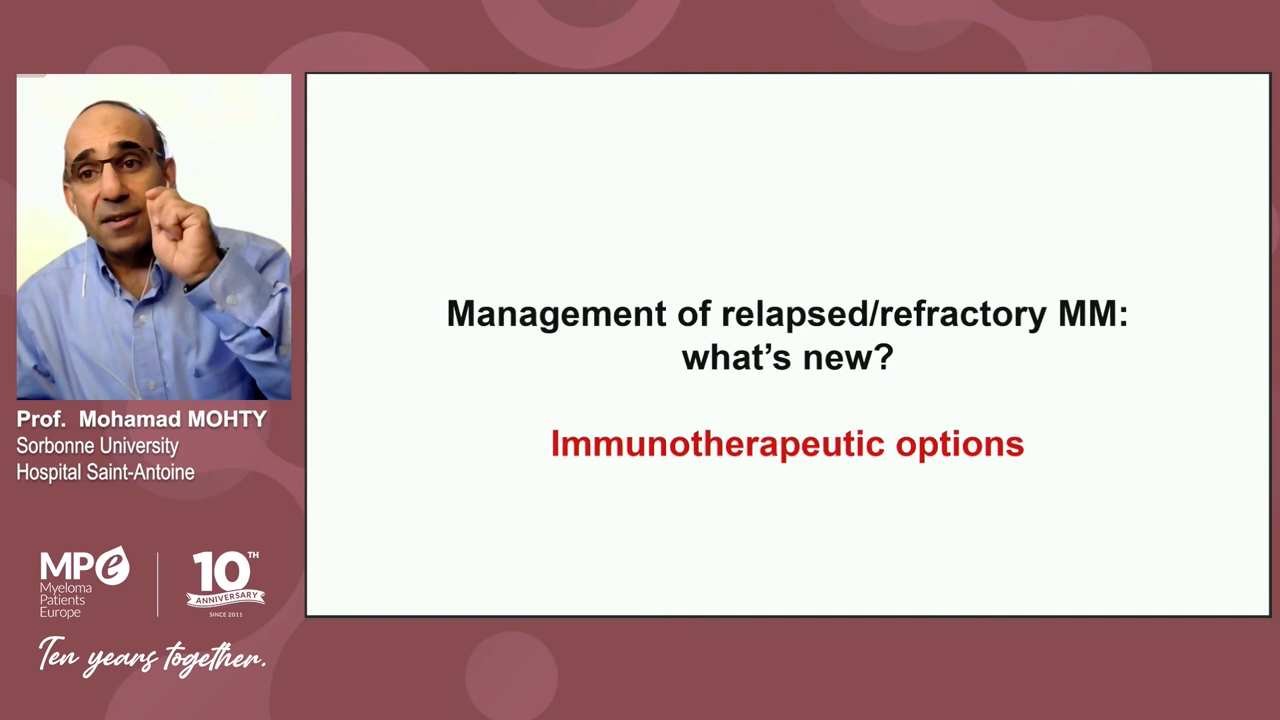 Management of relapsed/refractory MM:
what's new?
Immunotherapeutic options
Prof. Mohamad MOHTY
Sorbonne University
Hospital Saint-Antoine
MPe
Myeloma
Patients
Europe
10TH
ANNIVERSARY
SINCE 2011
Ten years together.